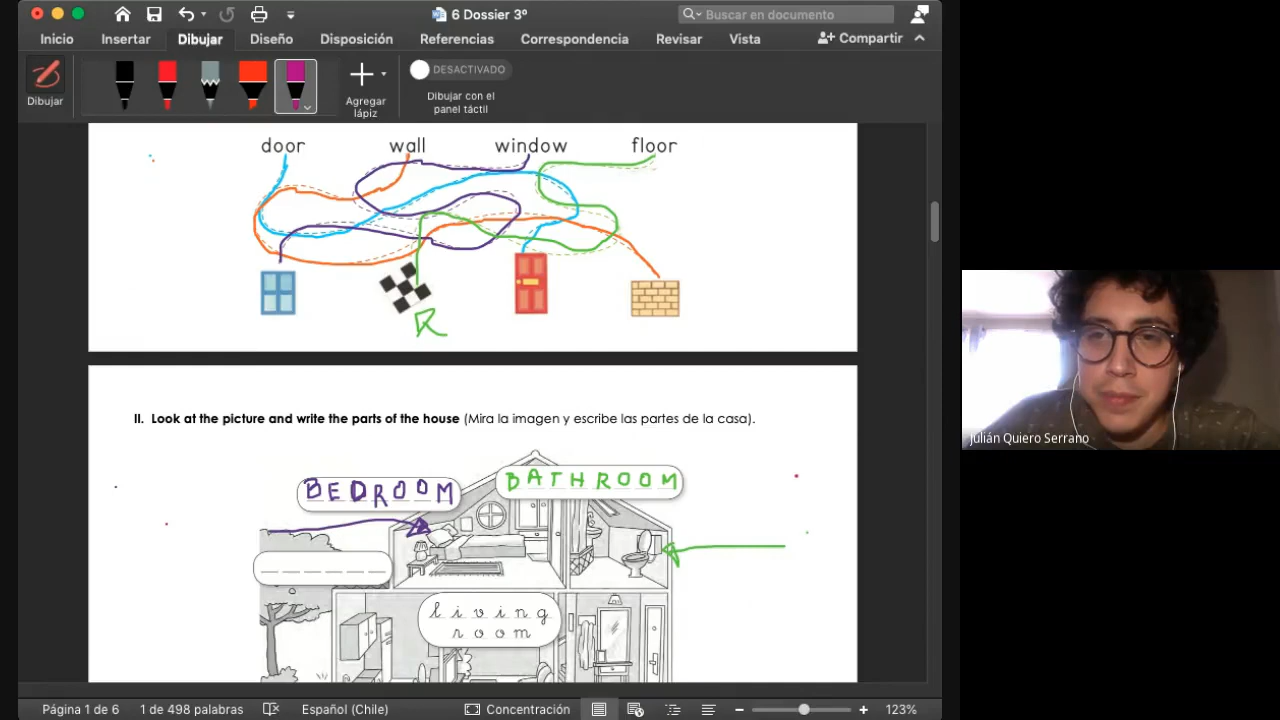 6 Dossier 3°
Buscar en documento
Inicio
Insertar
Dibujar
Diseño
Disposición
Referencias
Correspondencia
Revisar
Vista
Compartir
Dibujar
Agregar
lápiz
DESACTIVADO
Dibujar con el
panel táctil
door wall window floor
II. Look at the picture and write the parts of the house (Mira la imagen y escribe las partes de la casa).
BEDROOM
BATHROOM
living
room
Julián Quiero Serrano
Página 1 de 6
1 de 498 palabras
Español (Chile)
Concentración
123%